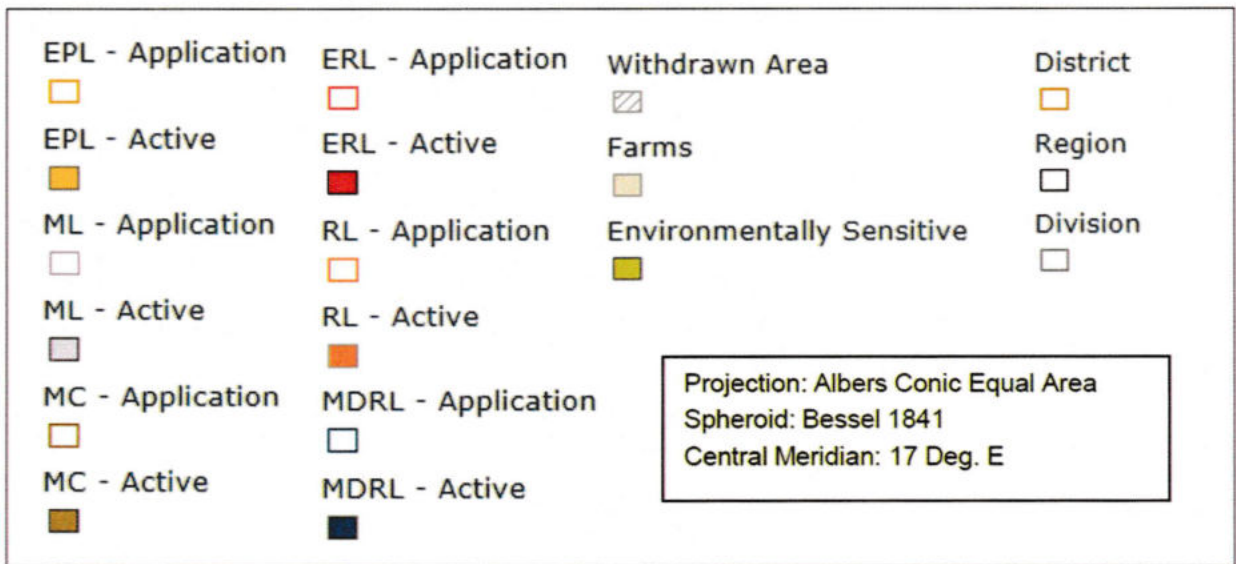 EPL - Application
EPL - Active
ML - Application
ML - Active
MC - Application
MC - Active
ERL - Application
ERL - Active
RL - Application
RL - Active
MDRL - Application
MDRL - Active
Withdrawn Area
Farms
Environmentally Sensitive
District
Region
Division
Projection: Albers Conic Equal Area
Spheroid: Bessel 1841
Central Meridian: 17 Deg. E